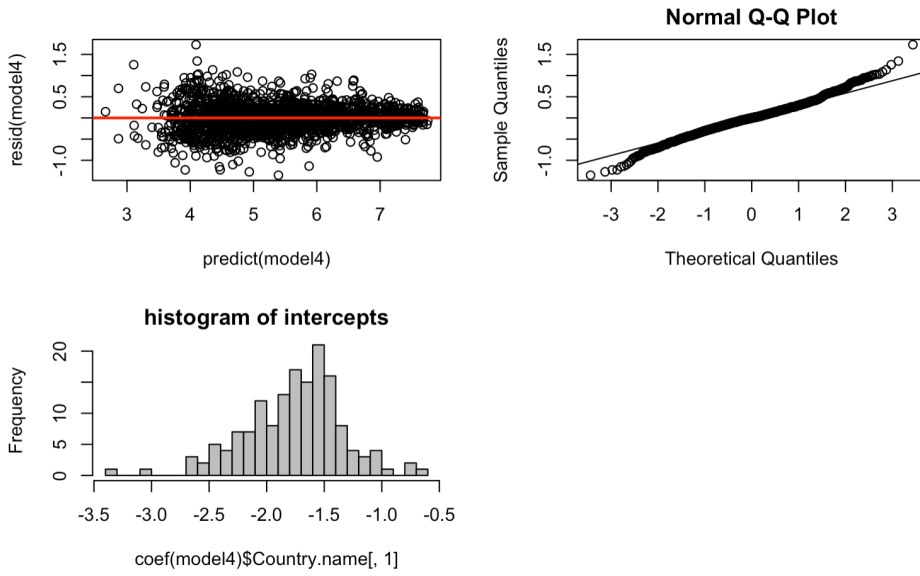 resid(model4)
1.5
0.5
-1.0
3 4 5 6 7
predict(model4)
Normal Q-Q Plot
Sample Quantiles
1.5
0.5
-1.0
-3 -2 -1 0 1 2 3
Theoretical Quantiles
histogram of intercepts
Frequency
20
10
5
0
-3.5 -3.0 -2.5 -2.0 -1.5 -1.0 -0.5
coef(model4)$Country.name[, 1]